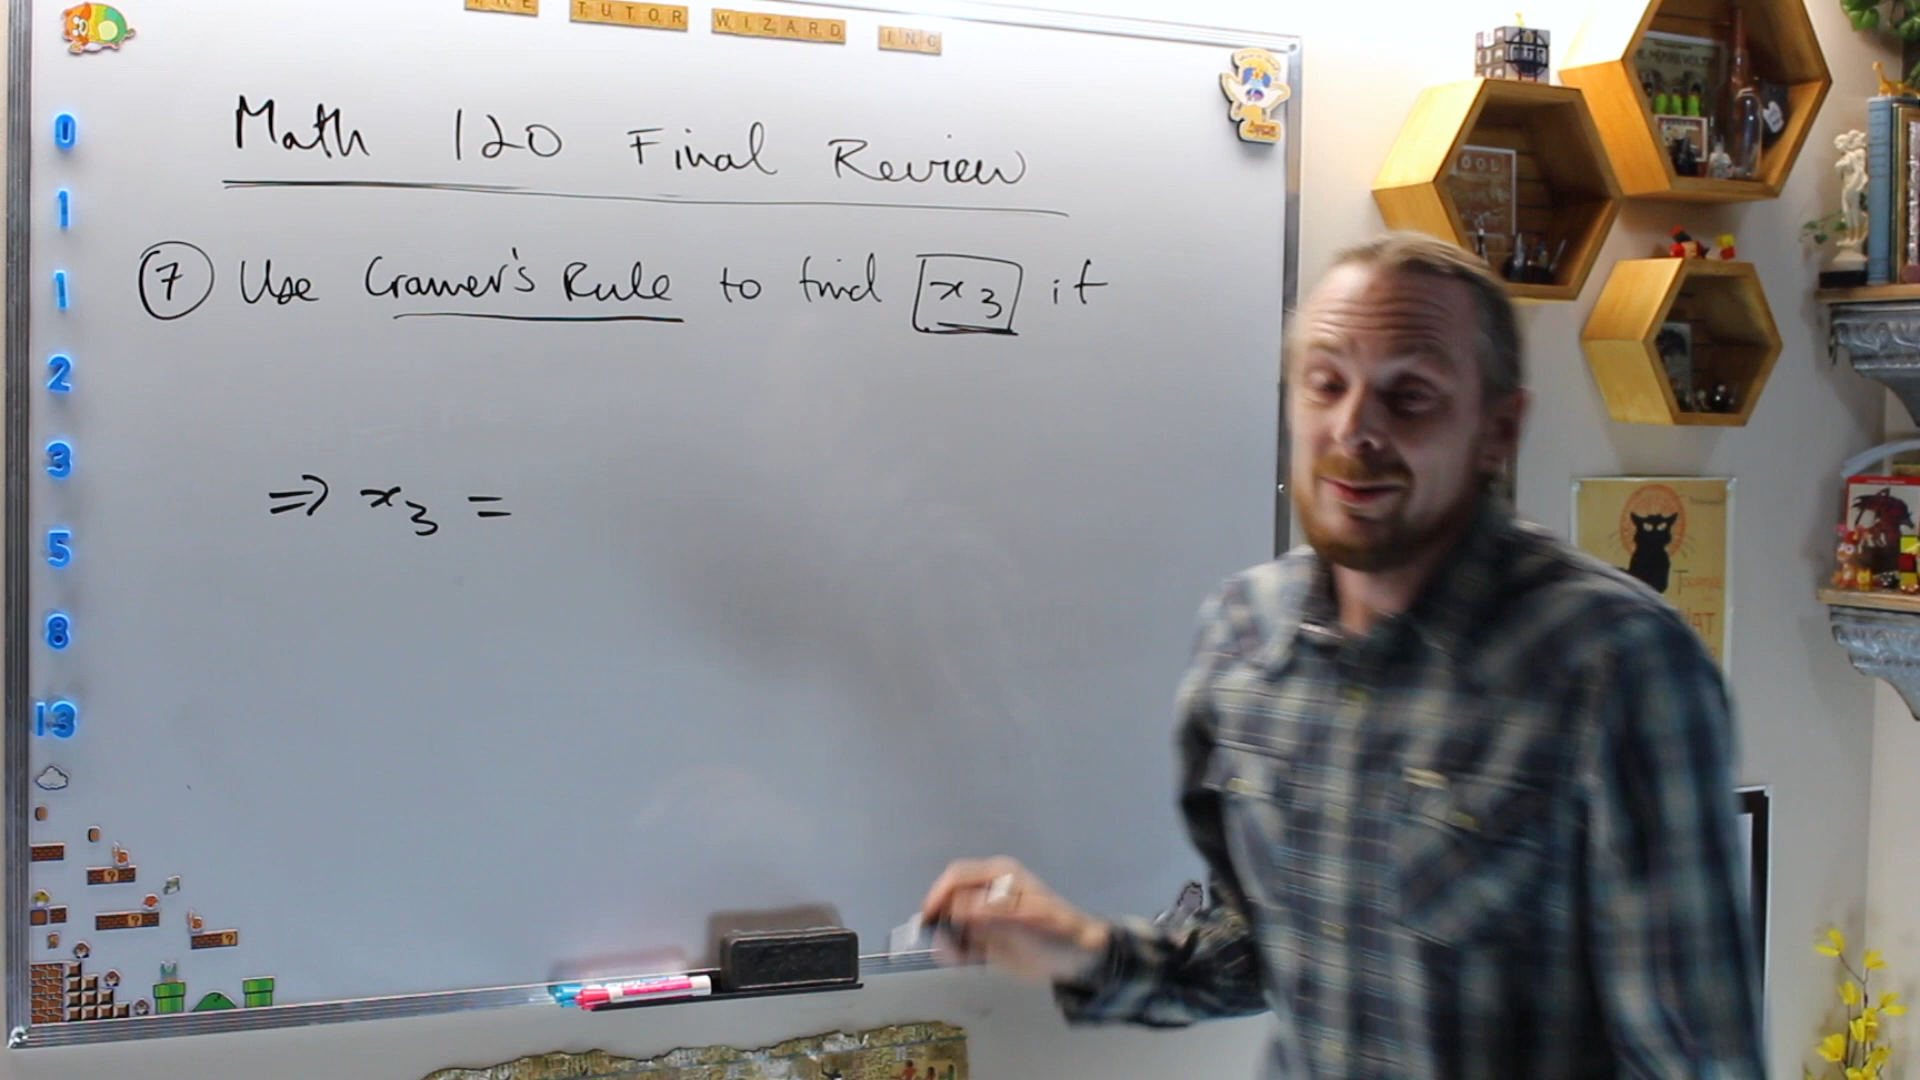 THE TUTOR WIZARD INC
Math 120 Final Review
⑦ Use Cramer's Rule to find x₃ if
⇒ x₃ =
0
1
1
2
3
5
8
13